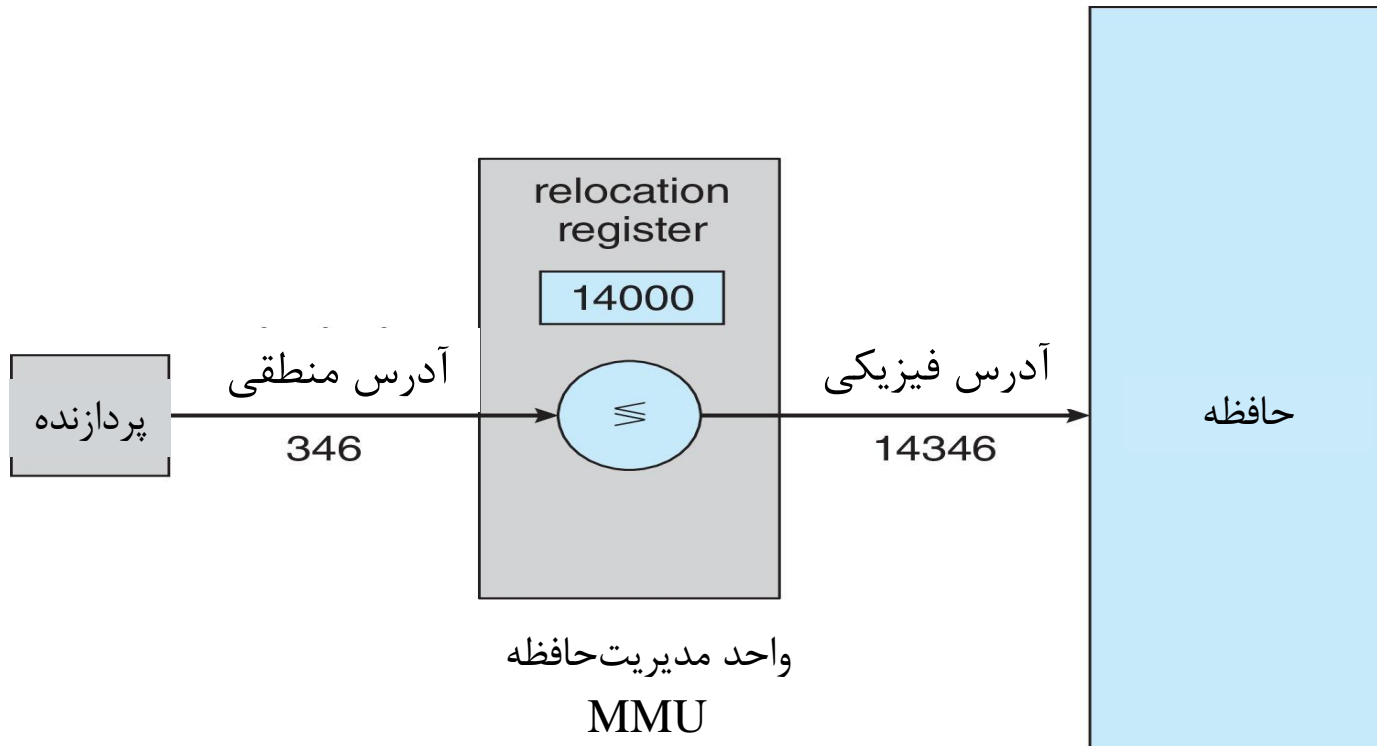 relocation
register
14000
آدرس منطقی
346
پردازنده
≶
آدرس فیزیکی
14346
حافظه
واحد مدیریت‌حافظه
MMU